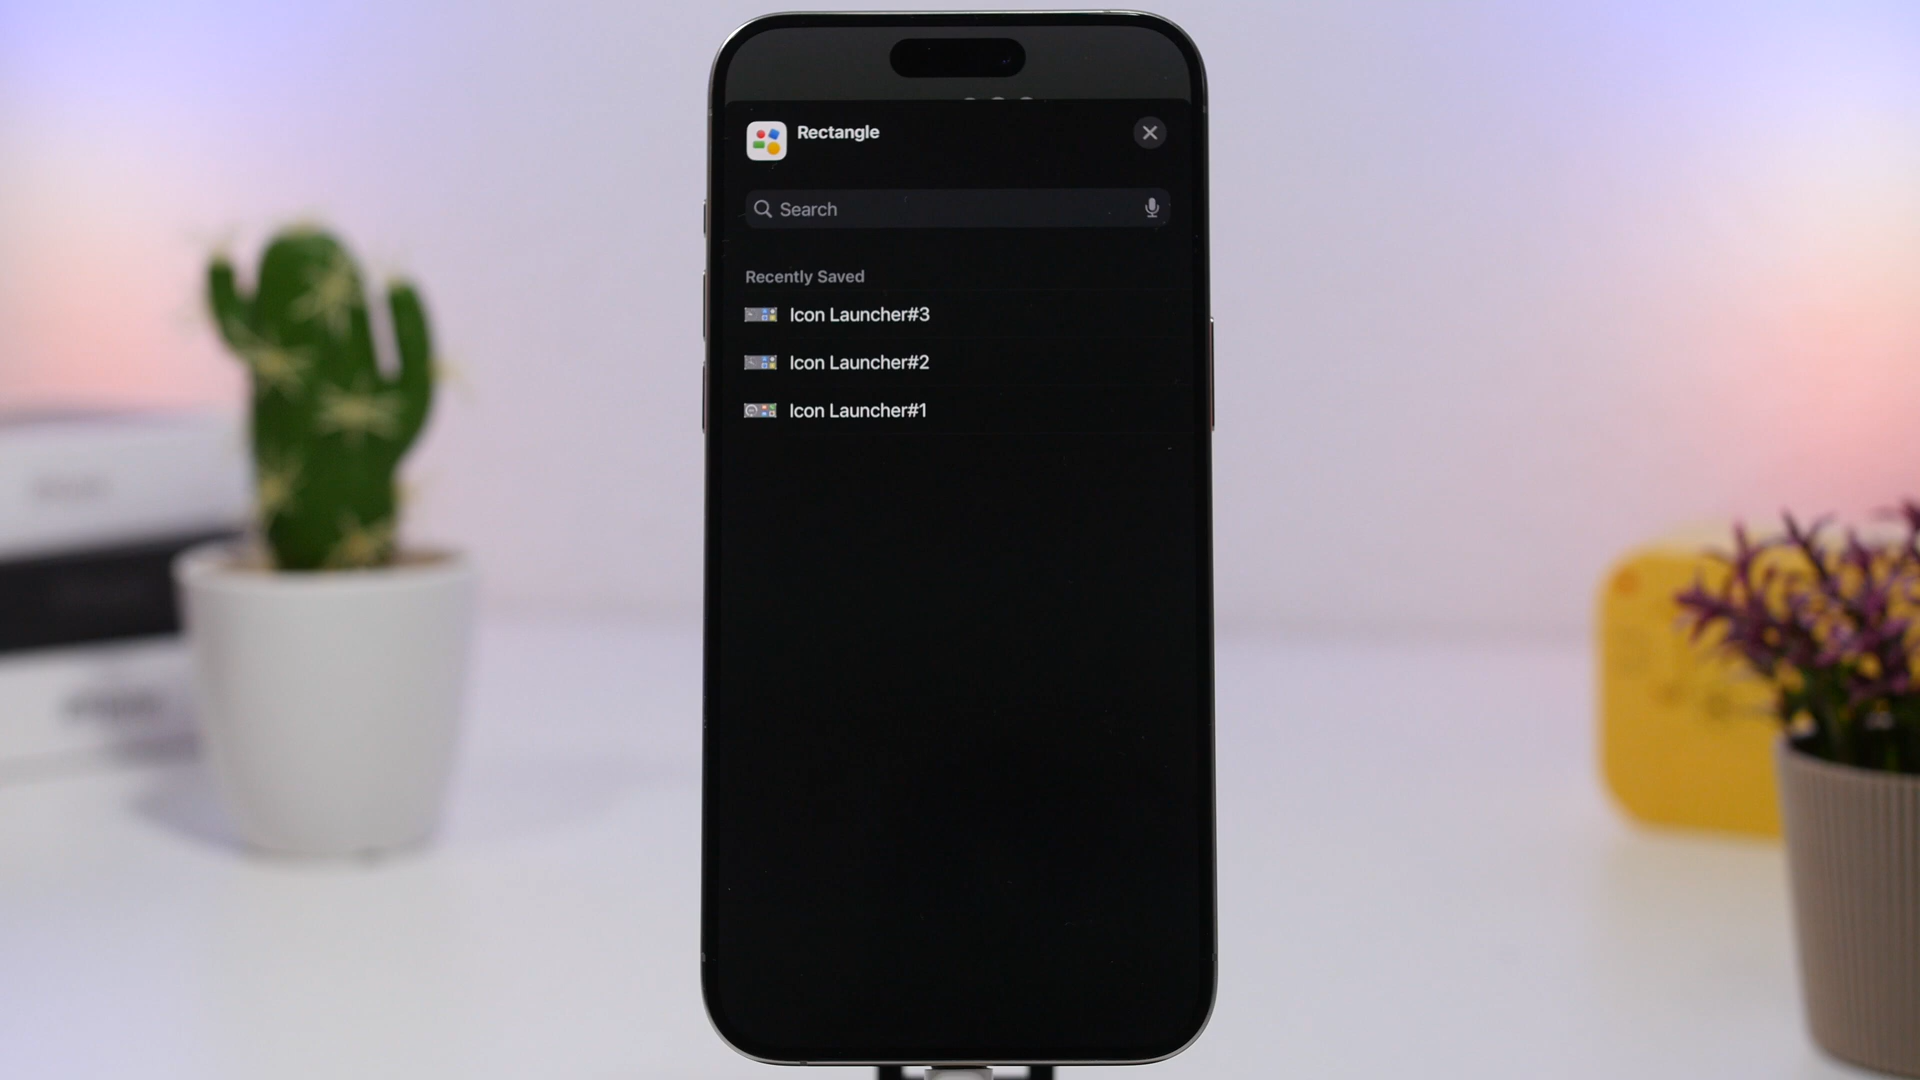 Rectangle
Search
Recently Saved
Icon Launcher#3
Icon Launcher#2
Icon Launcher#1